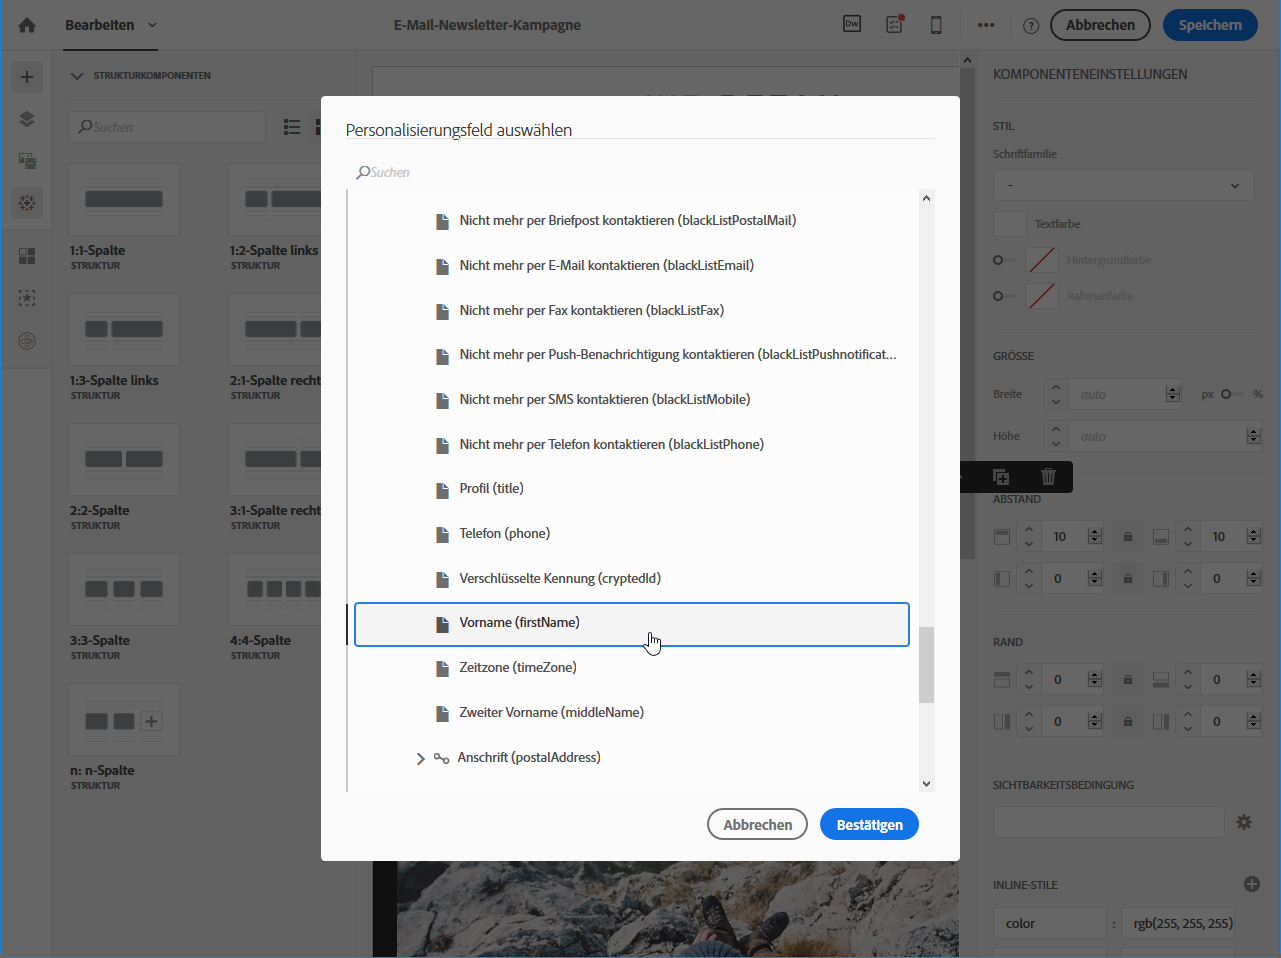 Bearbeiten
E-Mail-Newsletter-Kampagne
Dw
Abbrechen
Speichern
STRUKTURKOMPONENTEN
Suchen
1:1-Spalte
STRUKTUR
1:2-Spalte links
STRUKTUR
1:3-Spalte links
STRUKTUR
2:1-Spalte recht
STRUKTUR
2:2-Spalte
STRUKTUR
3:1-Spalte recht
STRUKTUR
3:3-Spalte
STRUKTUR
4:4-Spalte
STRUKTUR
n: n-Spalte
STRUKTUR
Personalisierungsfeld auswählen
Suchen
Nicht mehr per Briefpost kontaktieren (blackListPostalMail)
Nicht mehr per E-Mail kontaktieren (blackListEmail)
Nicht mehr per Fax kontaktieren (blackListFax)
Nicht mehr per Push-Benachrichtigung kontaktieren (blackListPushnotificat...
Nicht mehr per SMS kontaktieren (blackListMobile)
Nicht mehr per Telefon kontaktieren (blackListPhone)
Profil (title)
Telefon (phone)
Verschlüsselte Kennung (cryptedId)
Vorname (firstName)
Zeitzone (timeZone)
Zweiter Vorname (middleName)
Anschrift (postalAddress)
Abbrechen
Bestätigen
KOMPONENTENEINSTELLUNGEN
STIL
Schriftfamilie
-
Textfarbe
Hintergrundfarbe
Rahmenfarbe
GRÖSSE
Breite auto px %
Höhe auto
ABSTAND
10 10
0 0
RAND
0 0
0 0
SICHTBARKEITSBEDINGUNG
INLINE-STILE
color : rgb(255, 255, 255)